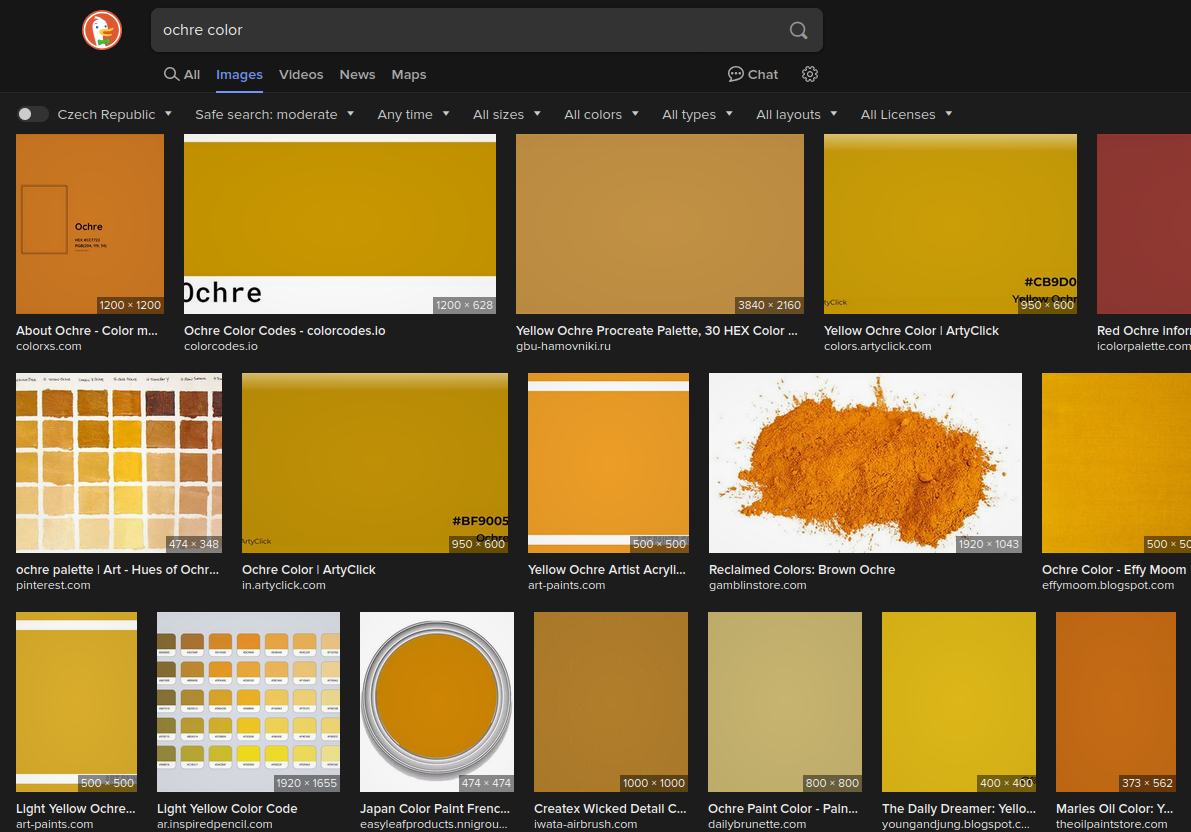 ochre color
All Images Videos News Maps Chat
Czech Republic Safe search: moderate Any time All sizes All colors All types All layouts All Licenses
Ochre
HEX #CC7722
1200 × 1200
Ochre
1200 × 628
3840 × 2160
#CB9D0
Yellow Ochr
tyClick
950 × 600
About Ochre - Color m...
colorxs.com
Ochre Color Codes - colorcodes.io
colorcodes.io
Yellow Ochre Procreate Palette, 30 HEX Color ...
gbu-hamovniki.ru
Yellow Ochre Color | ArtyClick
colors.artyclick.com
Red Ochre infor
icolorpalette.com
474 × 348
#BF9005
Ochre
ArtyClick
950 × 600
500 × 500
1920 × 1043
500 × 50
ochre palette | Art - Hues of Ochr...
pinterest.com
Ochre Color | ArtyClick
in.artyclick.com
Yellow Ochre Artist Acryli...
art-paints.com
Reclaimed Colors: Brown Ochre
gamblinstore.com
Ochre Color - Effy Moom
effymoom.blogspot.com
500 × 500
1920 × 1655
474 × 474
1000 × 1000
800 × 800
400 × 400
373 × 562
Light Yellow Ochre...
art-paints.com
Light Yellow Color Code
ar.inspiredpencil.com
Japan Color Paint Frenc...
easyleafproducts.nnigrou...
Createx Wicked Detail C...
iwata-airbrush.com
Ochre Paint Color - Pain...
dailybrunette.com
The Daily Dreamer: Yello...
youngandjung.blogspot.c...
Maries Oil Color: Y...
theoilpaintstore.com